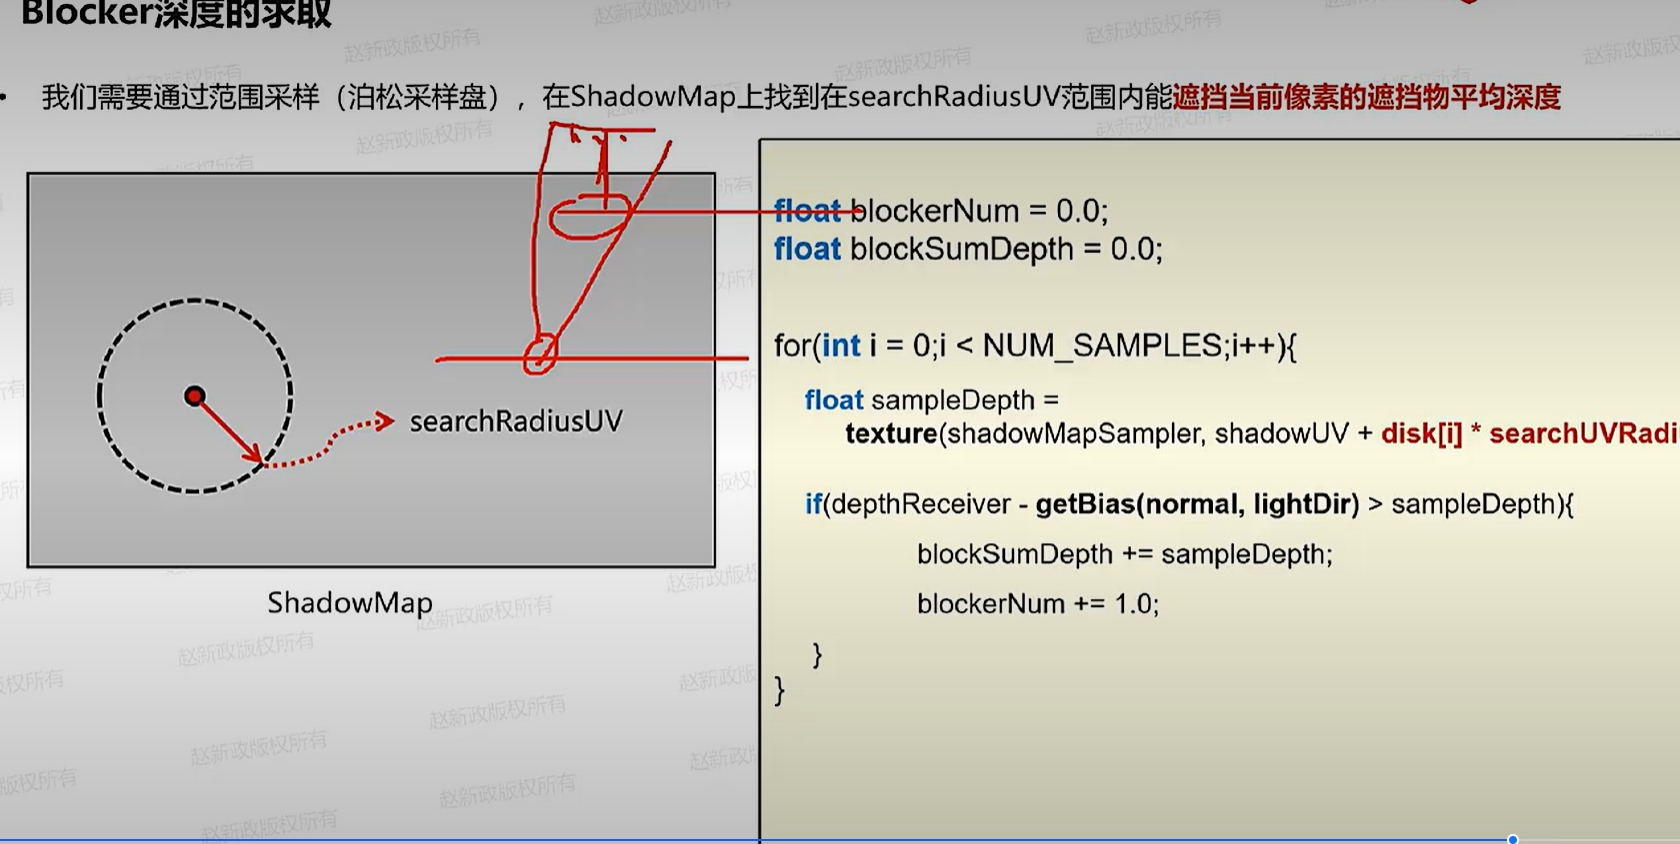 Blocker深度的求取
• 我们需要通过范围采样（泊松采样盘），在ShadowMap上找到在searchRadiusUV范围内能遮挡当前像素的遮挡物平均深度
float blockerNum = 0.0;
float blockSumDepth = 0.0;
for(int i = 0;i < NUM_SAMPLES;i++){
float sampleDepth =
texture(shadowMapSampler, shadowUV + disk[i] * searchUVRadi
if(depthReceiver - getBias(normal, lightDir) > sampleDepth){
blockSumDepth += sampleDepth;
blockerNum += 1.0;
}
}
searchRadiusUV
ShadowMap
赵新政版权所有